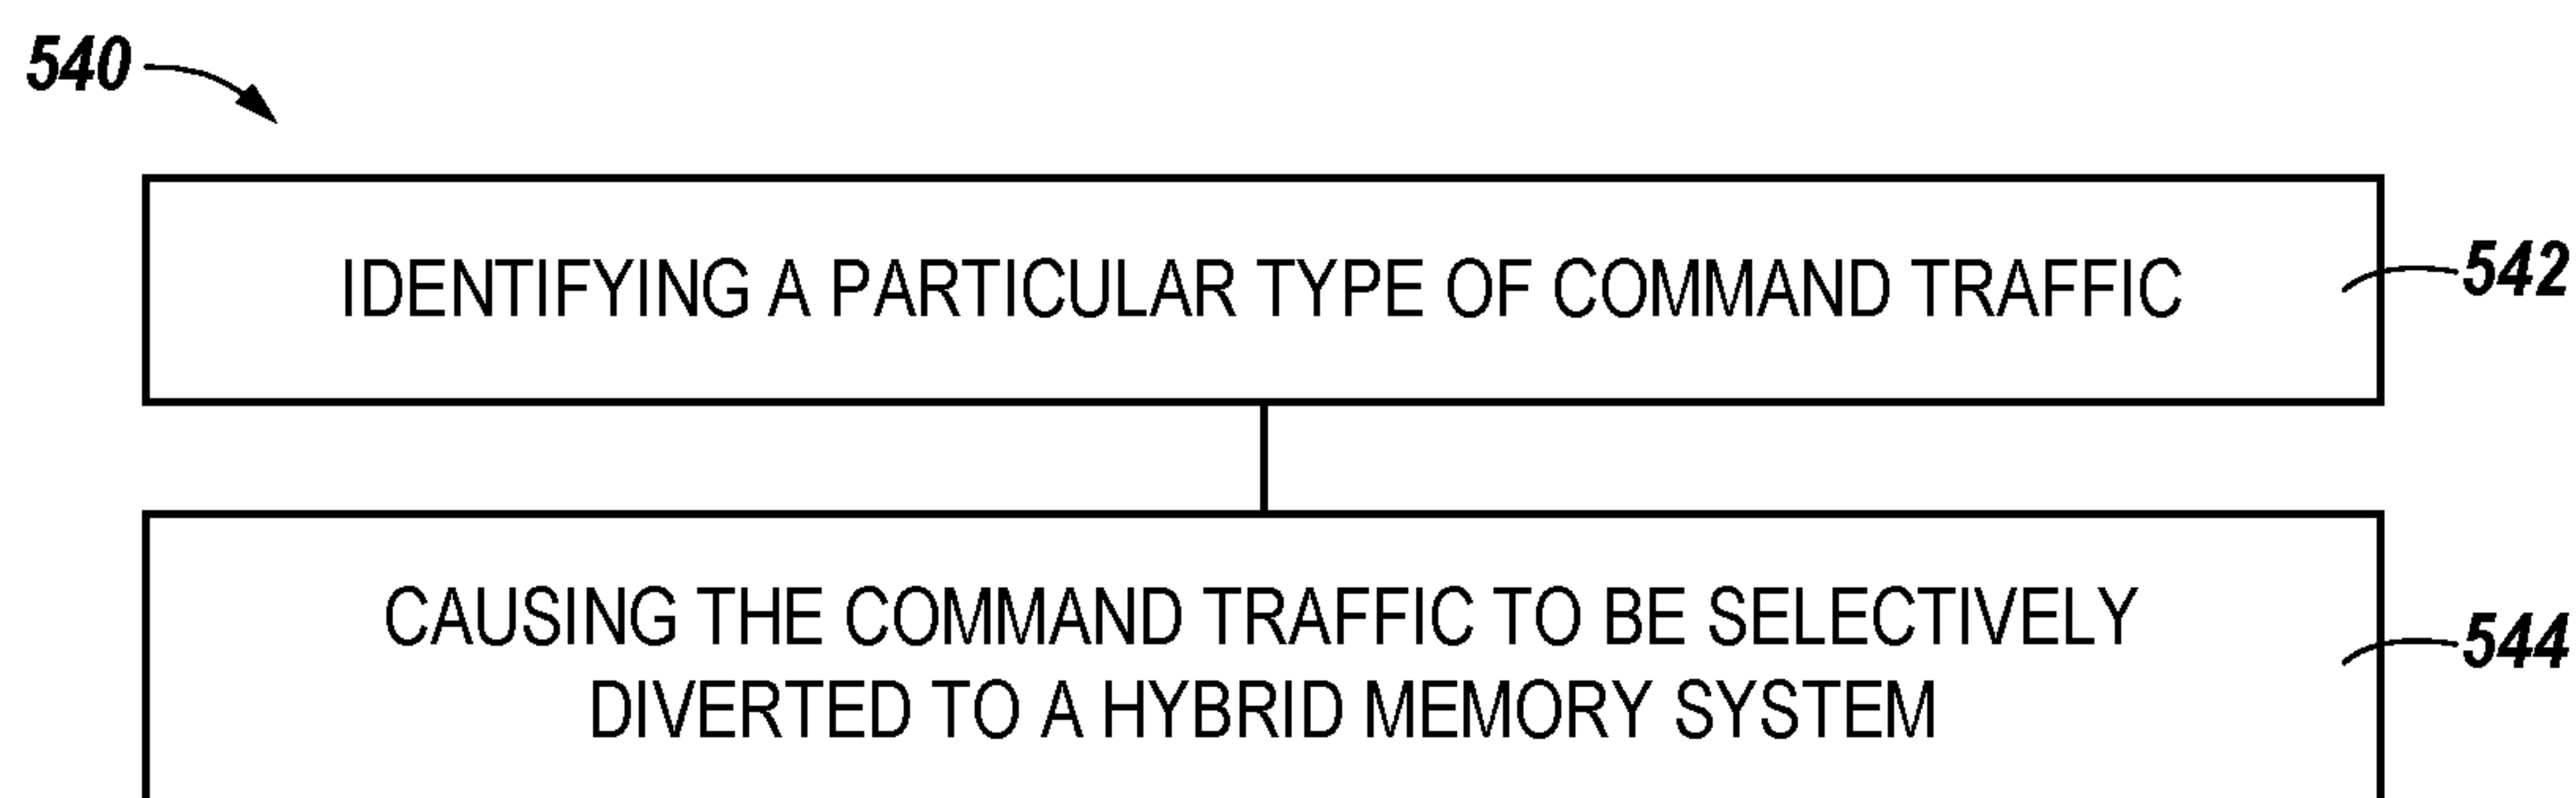 540
IDENTIFYING A PARTICULAR TYPE OF COMMAND TRAFFIC
542
CAUSING THE COMMAND TRAFFIC TO BE SELECTIVELY
DIVERTED TO A HYBRID MEMORY SYSTEM
544